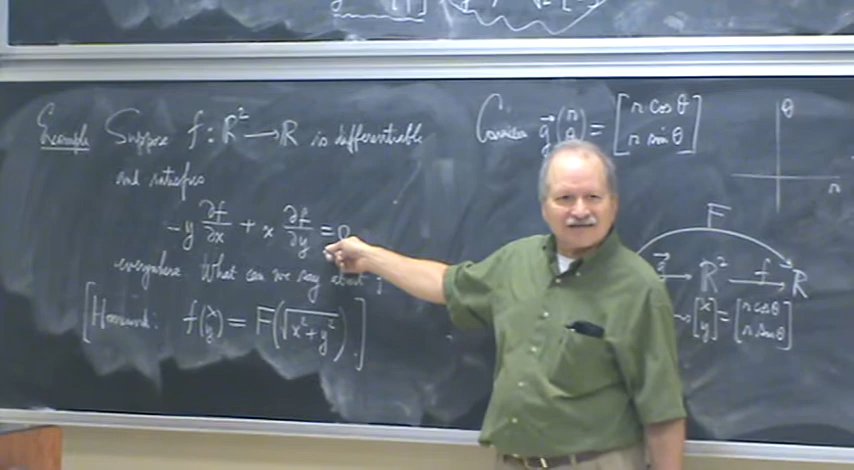 Example Suppose f : R² → R is differentiable
and satisfies
-y ∂f/∂x + x ∂f/∂y = 0
everywhere. What can we say about
[Homework: f(x y) = F(√(x²+y²)).]
Consider g⃗(r θ) = [r cos θ r sin θ]
θ
r
F
g⃗ → R² f → R
[x y] = [r cos θ r sin θ]